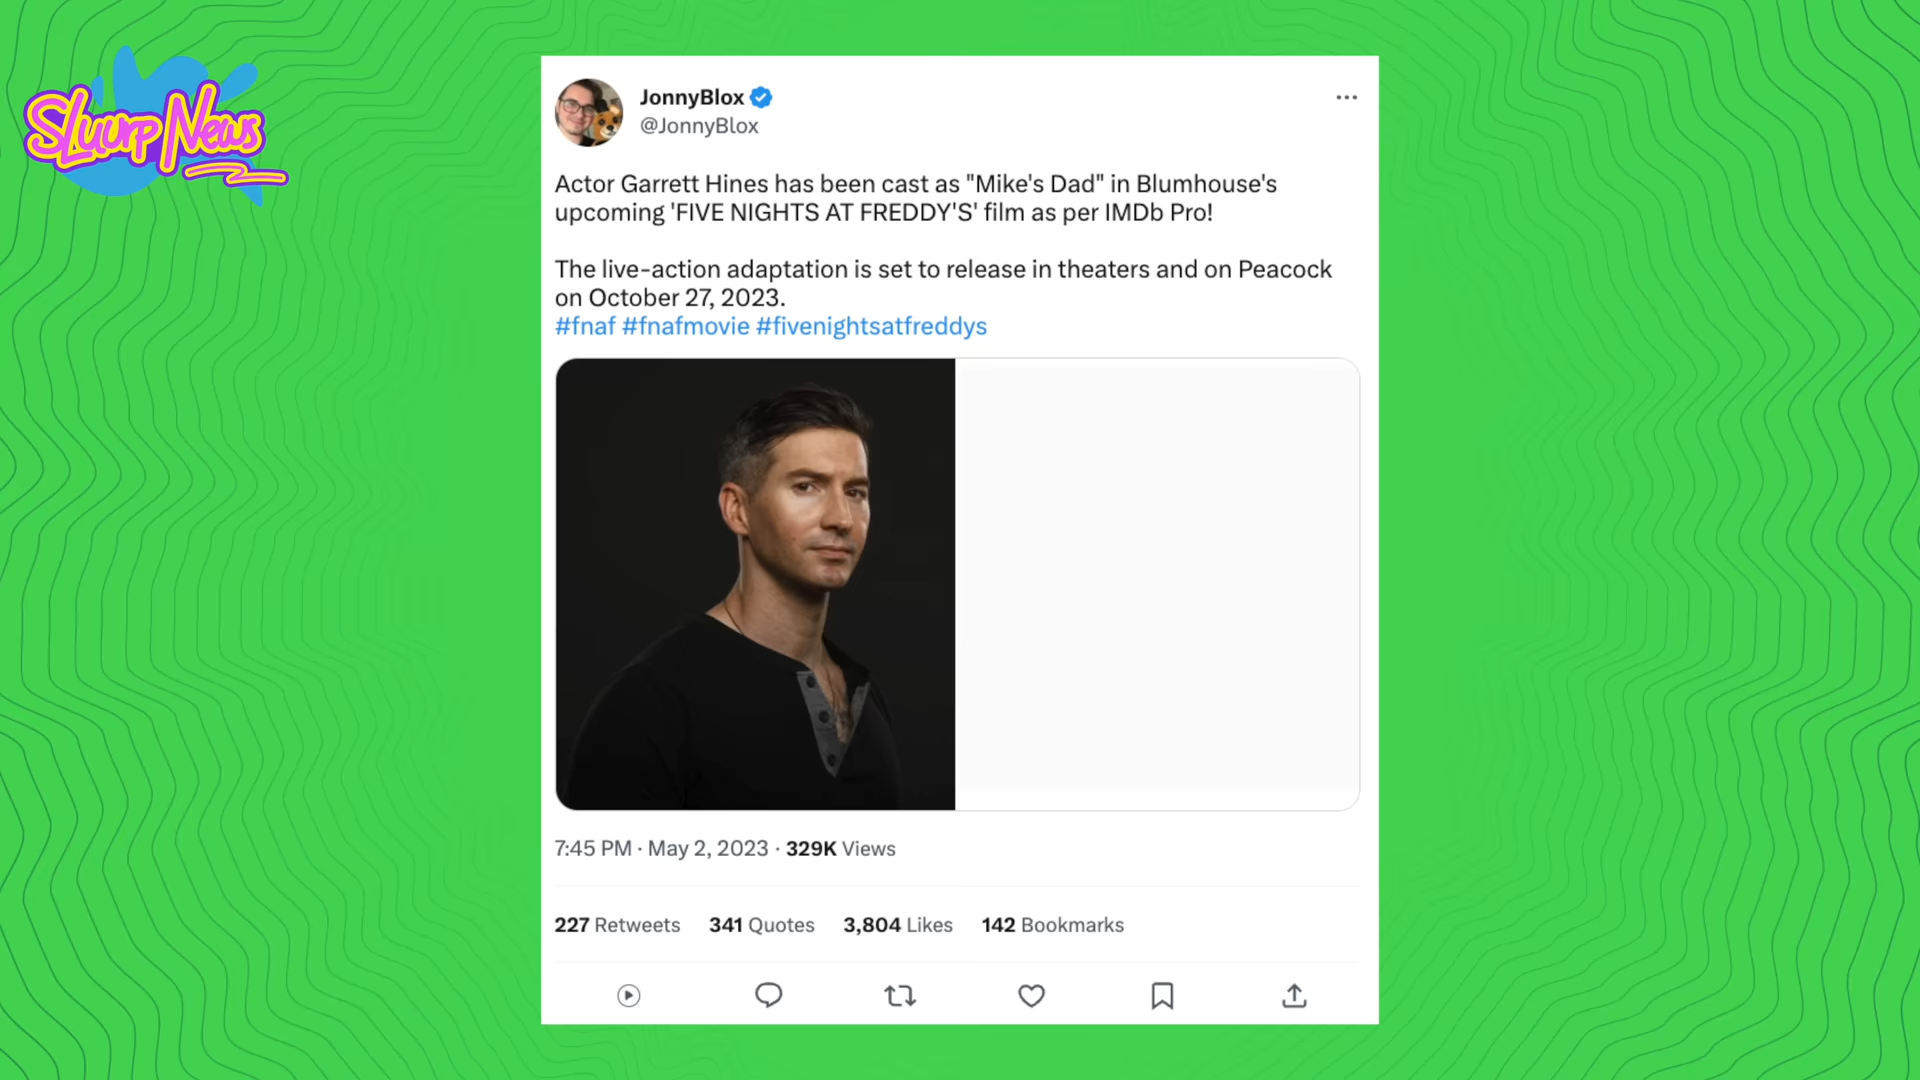 SLuurp News
JonnyBlox
@JonnyBlox
Actor Garrett Hines has been cast as "Mike's Dad" in Blumhouse's
upcoming 'FIVE NIGHTS AT FREDDY'S' film as per IMDb Pro!
The live-action adaptation is set to release in theaters and on Peacock
on October 27, 2023.
#fnaf #fnafmovie #fivenightsatfreddys
7:45 PM · May 2, 2023 · 329K Views
227 Retweets 341 Quotes 3,804 Likes 142 Bookmarks